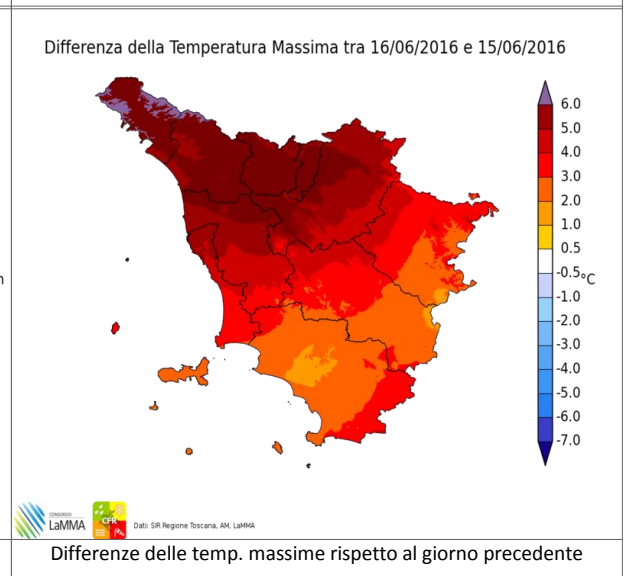 Differenza della Temperatura Massima tra 16/06/2016 e 15/06/2016
6.0
5.0
4.0
3.0
2.0
1.0
0.5
-0.5
°C
-1.0
-2.0
-3.0
-4.0
-5.0
-6.0
-7.0
CONSORZIO
LaMMA
CFR
Dati: SIR Regione Toscana, AM, LaMMA
Differenze delle temp. massime rispetto al giorno precedente